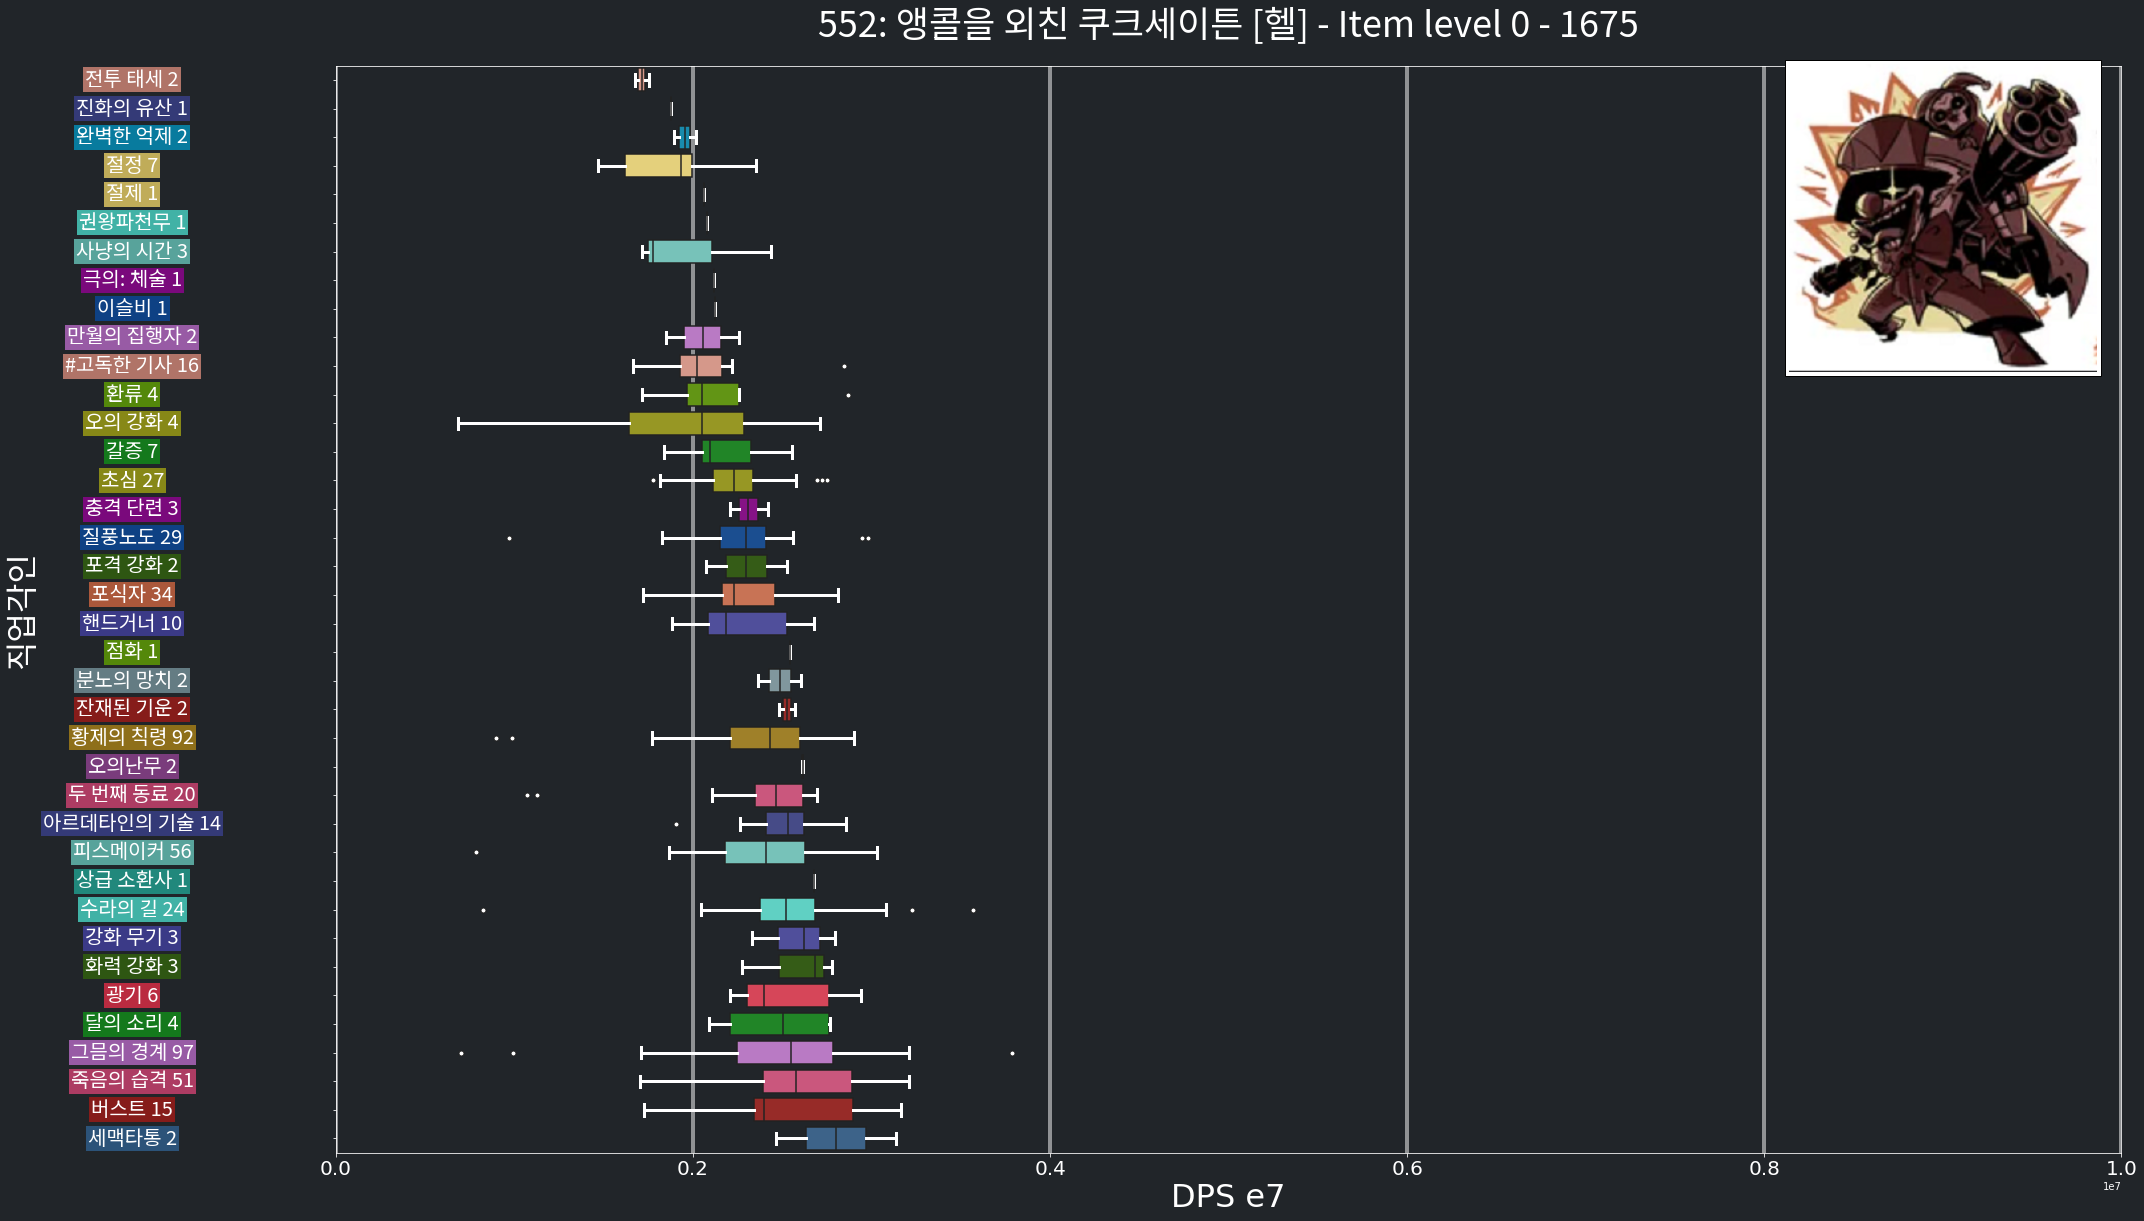 552: 앵콜을 외친 쿠크세이튼 [헬] - Item level 0 - 1675
직업각인
전투 태세 2
진화의 유산 1
완벽한 억제 2
절정 7
절제 1
권왕파천무 1
사냥의 시간 3
극의: 체술 1
이슬비 1
만월의 집행자 2
#고독한 기사 16
환류 4
오의 강화 4
갈증 7
초심 27
충격 단련 3
질풍노도 29
포격 강화 2
포식자 34
핸드거너 10
점화 1
분노의 망치 2
잔재된 기운 2
황제의 칙령 92
오의난무 2
두 번째 동료 20
아르데타인의 기술 14
피스메이커 56
상급 소환사 1
수라의 길 24
강화 무기 3
화력 강화 3
광기 6
달의 소리 4
그믐의 경계 97
죽음의 습격 51
버스트 15
세맥타통 2
0.0 0.2 0.4 0.6 0.8 1.0
1e7
DPS e7